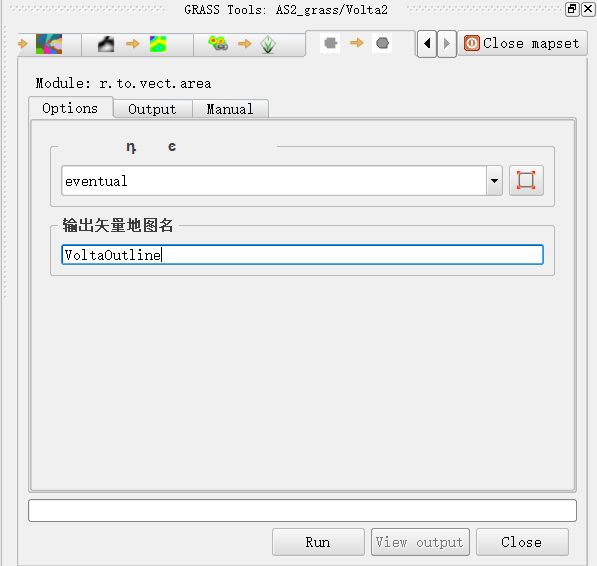 GRASS Tools: AS2_grass/Volta2
Close mapset
Module: r.to.vect.area
Options Output Manual
eventual
输出矢量地图名
VoltaOutline
Run View output Close